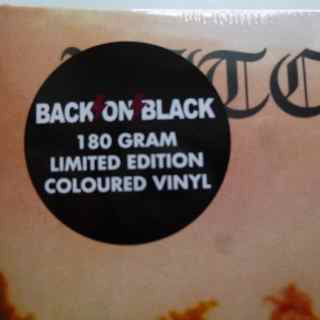 BACK ON BLACK
180 GRAM
LIMITED EDITION
COLOURED VINYL